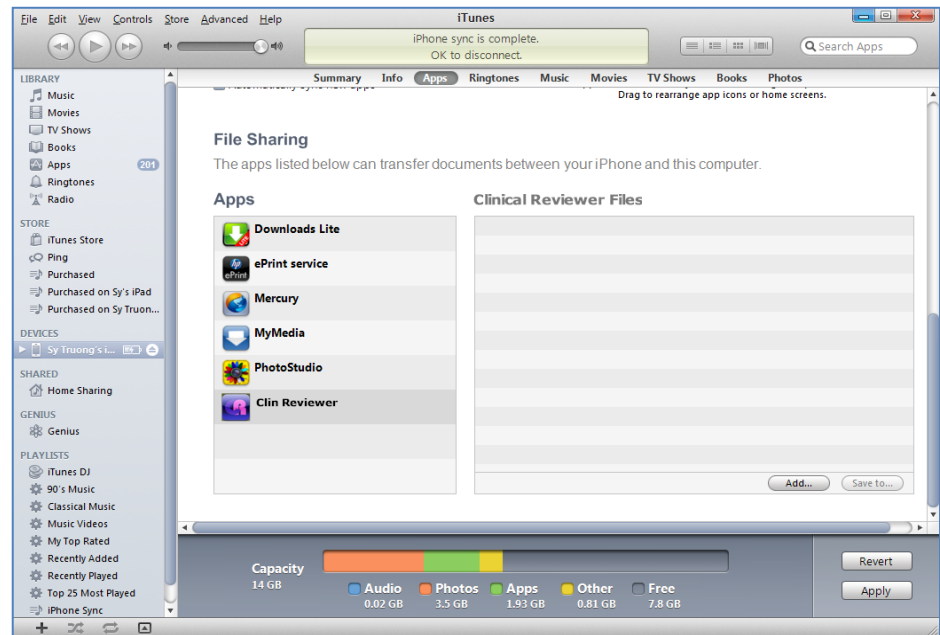 File Edit View Controls Store Advanced Help
iTunes
iPhone sync is complete.
OK to disconnect.
Search Apps
LIBRARY
Music
Movies
TV Shows
Books
Apps 201
Ringtones
Radio
STORE
iTunes Store
Ping
Purchased
Purchased on Sy's iPad
Purchased on Sy Truon...
DEVICES
Sy Truong's i...
SHARED
Home Sharing
GENIUS
Genius
PLAYLISTS
iTunes DJ
90's Music
Classical Music
Music Videos
My Top Rated
Recently Added
Recently Played
Top 25 Most Played
iPhone Sync
Summary Info Apps Ringtones Music Movies TV Shows Books Photos
Automatically sync new apps
Drag to rearrange app icons or home screens.
File Sharing
The apps listed below can transfer documents between your iPhone and this computer.
Apps
Downloads Lite
ePrint service
Mercury
MyMedia
PhotoStudio
Clin Reviewer
Clinical Reviewer Files
Add... Save to...
Capacity
14 GB
Audio Photos Apps Other Free
0.02 GB 3.5 GB 1.93 GB 0.81 GB 7.8 GB
Revert
Apply